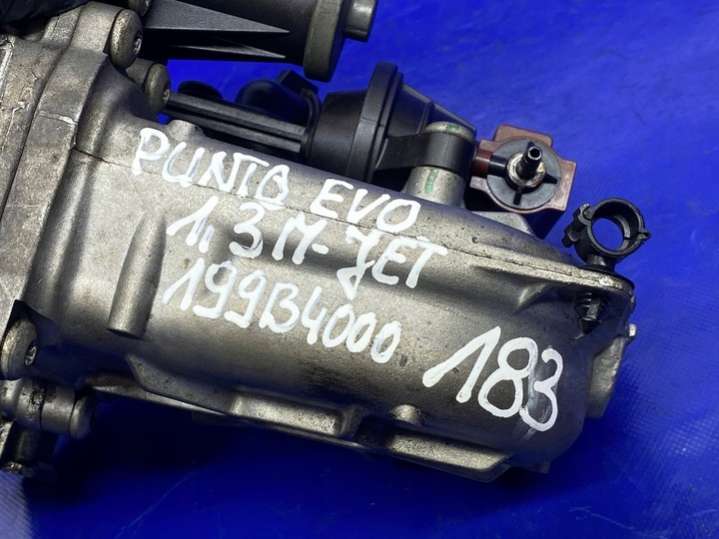 PUNTO EVO
1,3 M-JET
199B4000
183